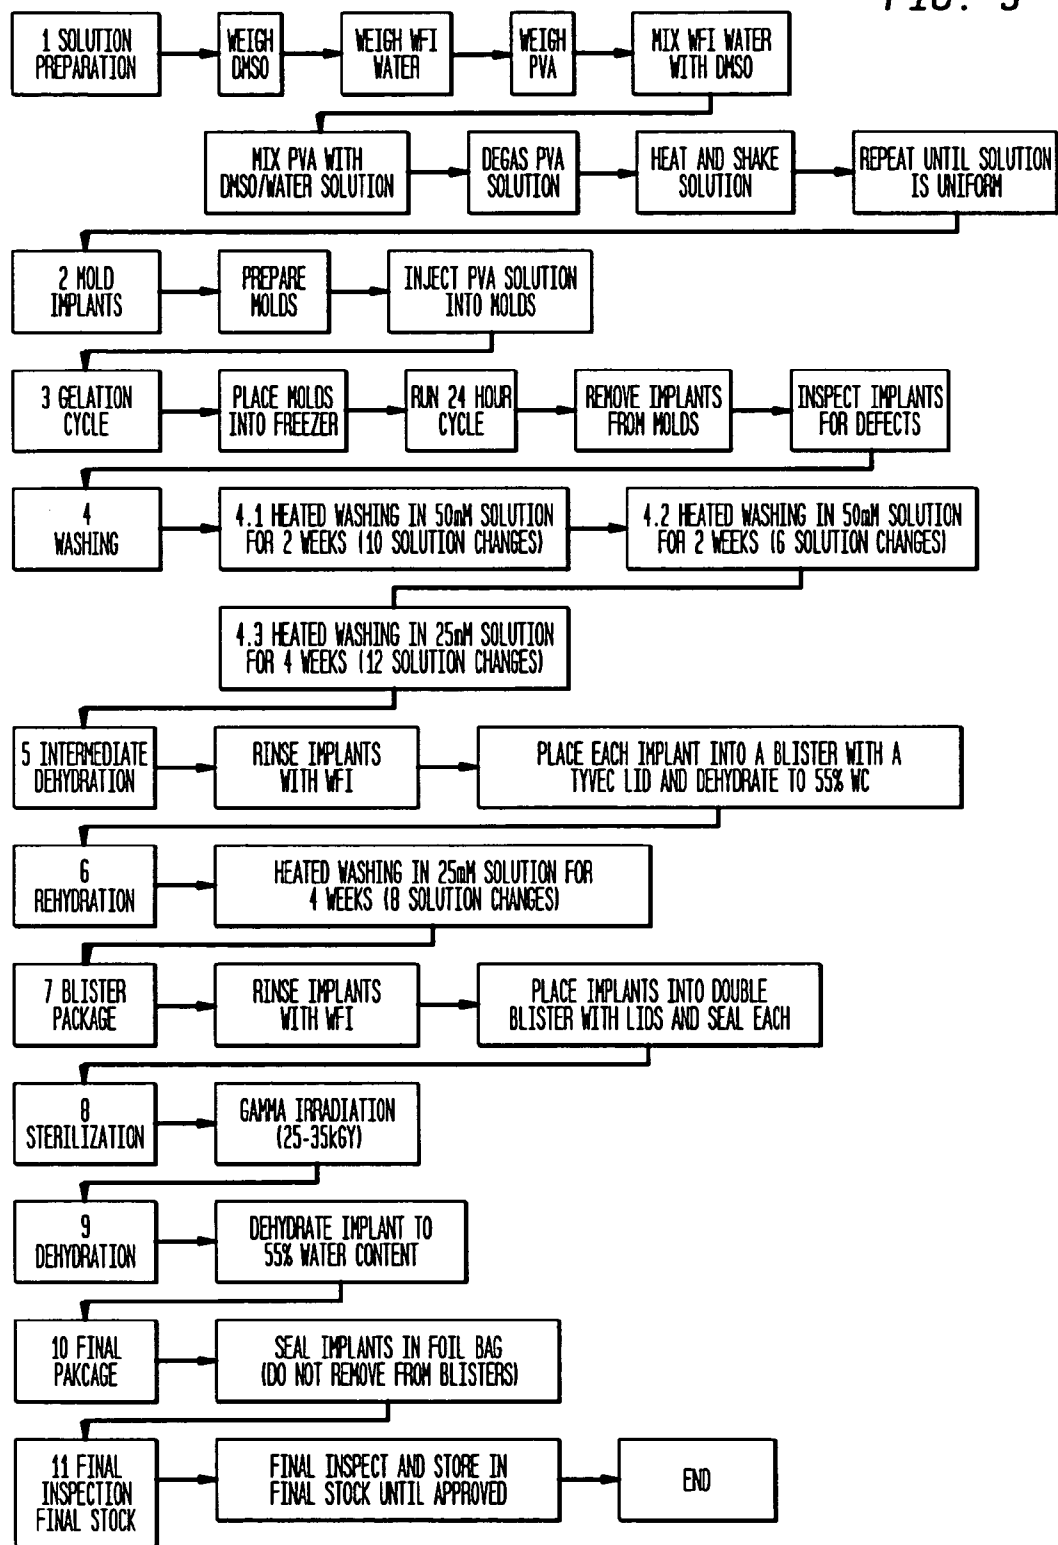 FIG. 3
1 SOLUTION
PREPARATION
WEIGH
DMSO
WEIGH WFI
WATER
WEIGH
PVA
MIX WFI WATER
WITH DMSO
MIX PVA WITH
DMSO/WATER SOLUTION
DEGAS PVA
SOLUTION
HEAT AND SHAKE
SOLUTION
REPEAT UNTIL SOLUTION
IS UNIFORM
2 MOLD
IMPLANTS
PREPARE
MOLDS
INJECT PVA SOLUTION
INTO MOLDS
3 GELATION
CYCLE
PLACE MOLDS
INTO FREEZER
RUN 24 HOUR
CYCLE
REMOVE IMPLANTS
FROM MOLDS
INSPECT IMPLANTS
FOR DEFECTS
4
WASHING
4.1 HEATED WASHING IN 50mM SOLUTION
FOR 2 WEEKS (10 SOLUTION CHANGES)
4.2 HEATED WASHING IN 50mM SOLUTION
FOR 2 WEEKS (6 SOLUTION CHANGES)
4.3 HEATED WASHING IN 25mM SOLUTION
FOR 4 WEEKS (12 SOLUTION CHANGES)
5 INTERMEDIATE
DEHYDRATION
RINSE IMPLANTS
WITH WFI
PLACE EACH IMPLANT INTO A BLISTER WITH A
TYVEC LID AND DEHYDRATE TO 55% WC
6
REHYDRATION
HEATED WASHING IN 25mM SOLUTION FOR
4 WEEKS (8 SOLUTION CHANGES)
7 BLISTER
PACKAGE
RINSE IMPLANTS
WITH WFI
PLACE IMPLANTS INTO DOUBLE
BLISTER WITH LIDS AND SEAL EACH
8
STERILIZATION
GAMMA IRRADIATION
(25-35kGY)
9
DEHYDRATION
DEHYDRATE IMPLANT TO
55% WATER CONTENT
10 FINAL
PAKCAGE
SEAL IMPLANTS IN FOIL BAG
(DO NOT REMOVE FROM BLISTERS)
11 FINAL
INSPECTION
FINAL STOCK
FINAL INSPECT AND STORE IN
FINAL STOCK UNTIL APPROVED
END